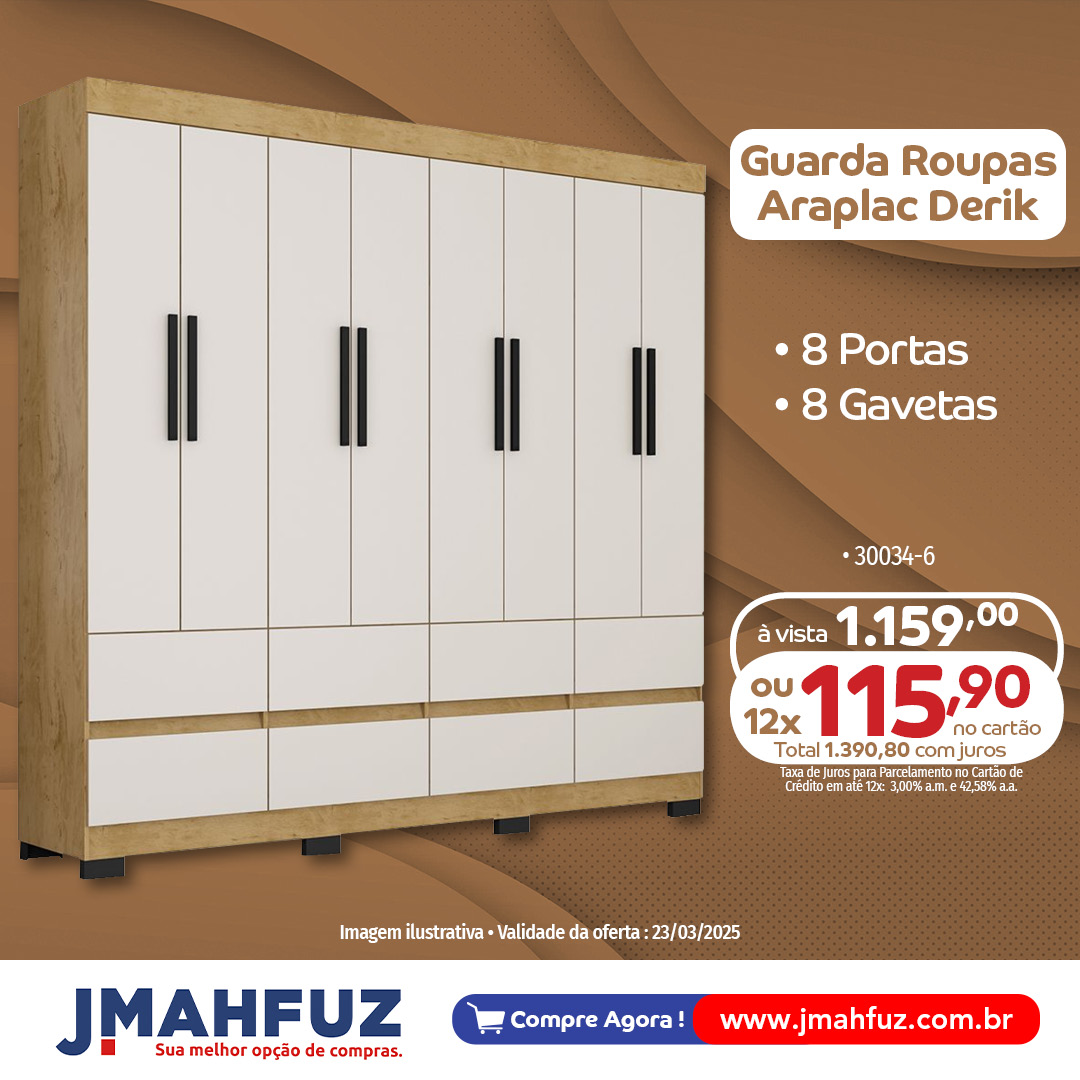 Guarda Roupas
Araplac Derik
• 8 Portas
• 8 Gavetas
• 30034-6
à vista 1.159,00
ou
12x 115,90 no cartão
Total 1.390,80 com juros
Taxa de Juros para Parcelamento no Cartão de
Crédito em até 12x: 3,00% a.m. e 42,58% a.a.
Imagem ilustrativa • Validade da oferta : 23/03/2025
JMAHFUZ
Sua melhor opção de compras.
Compre Agora !
www.jmahfuz.com.br